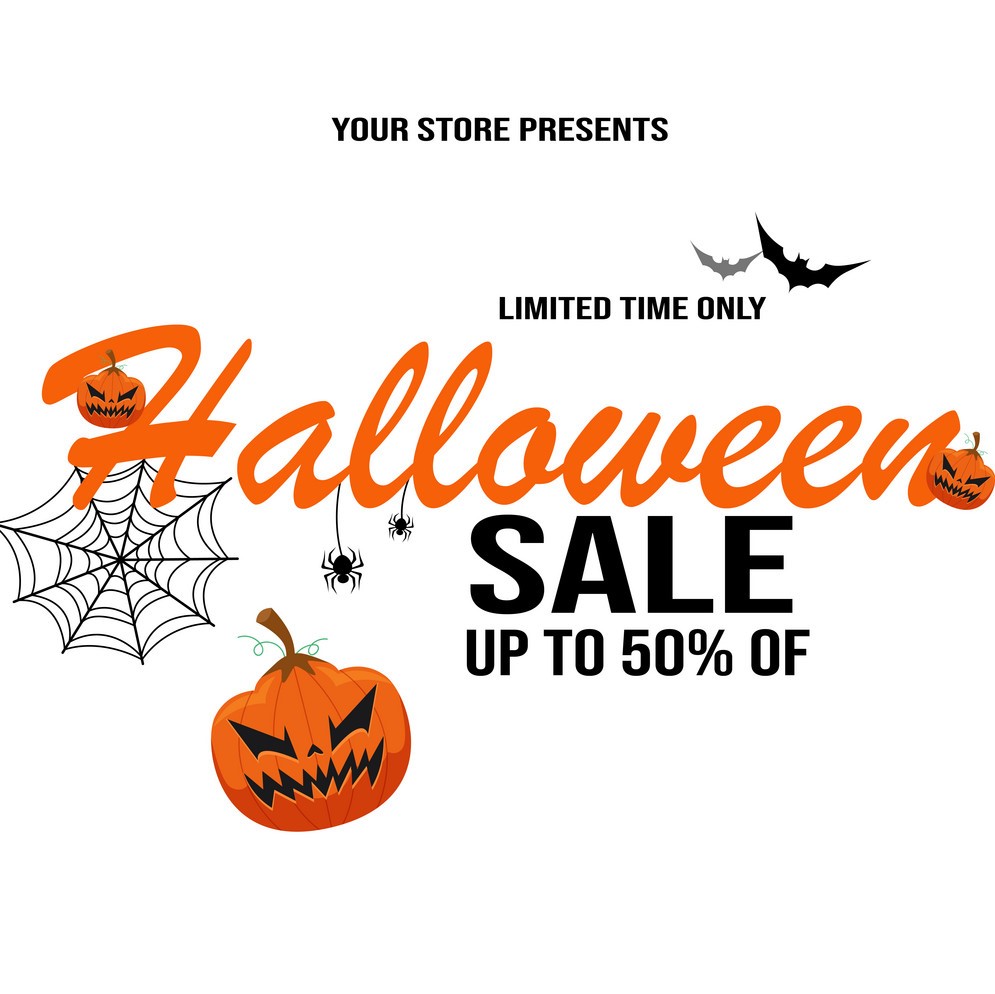 YOUR STORE PRESENTS
LIMITED TIME ONLY
Halloween
SALE
UP TO 50% OF